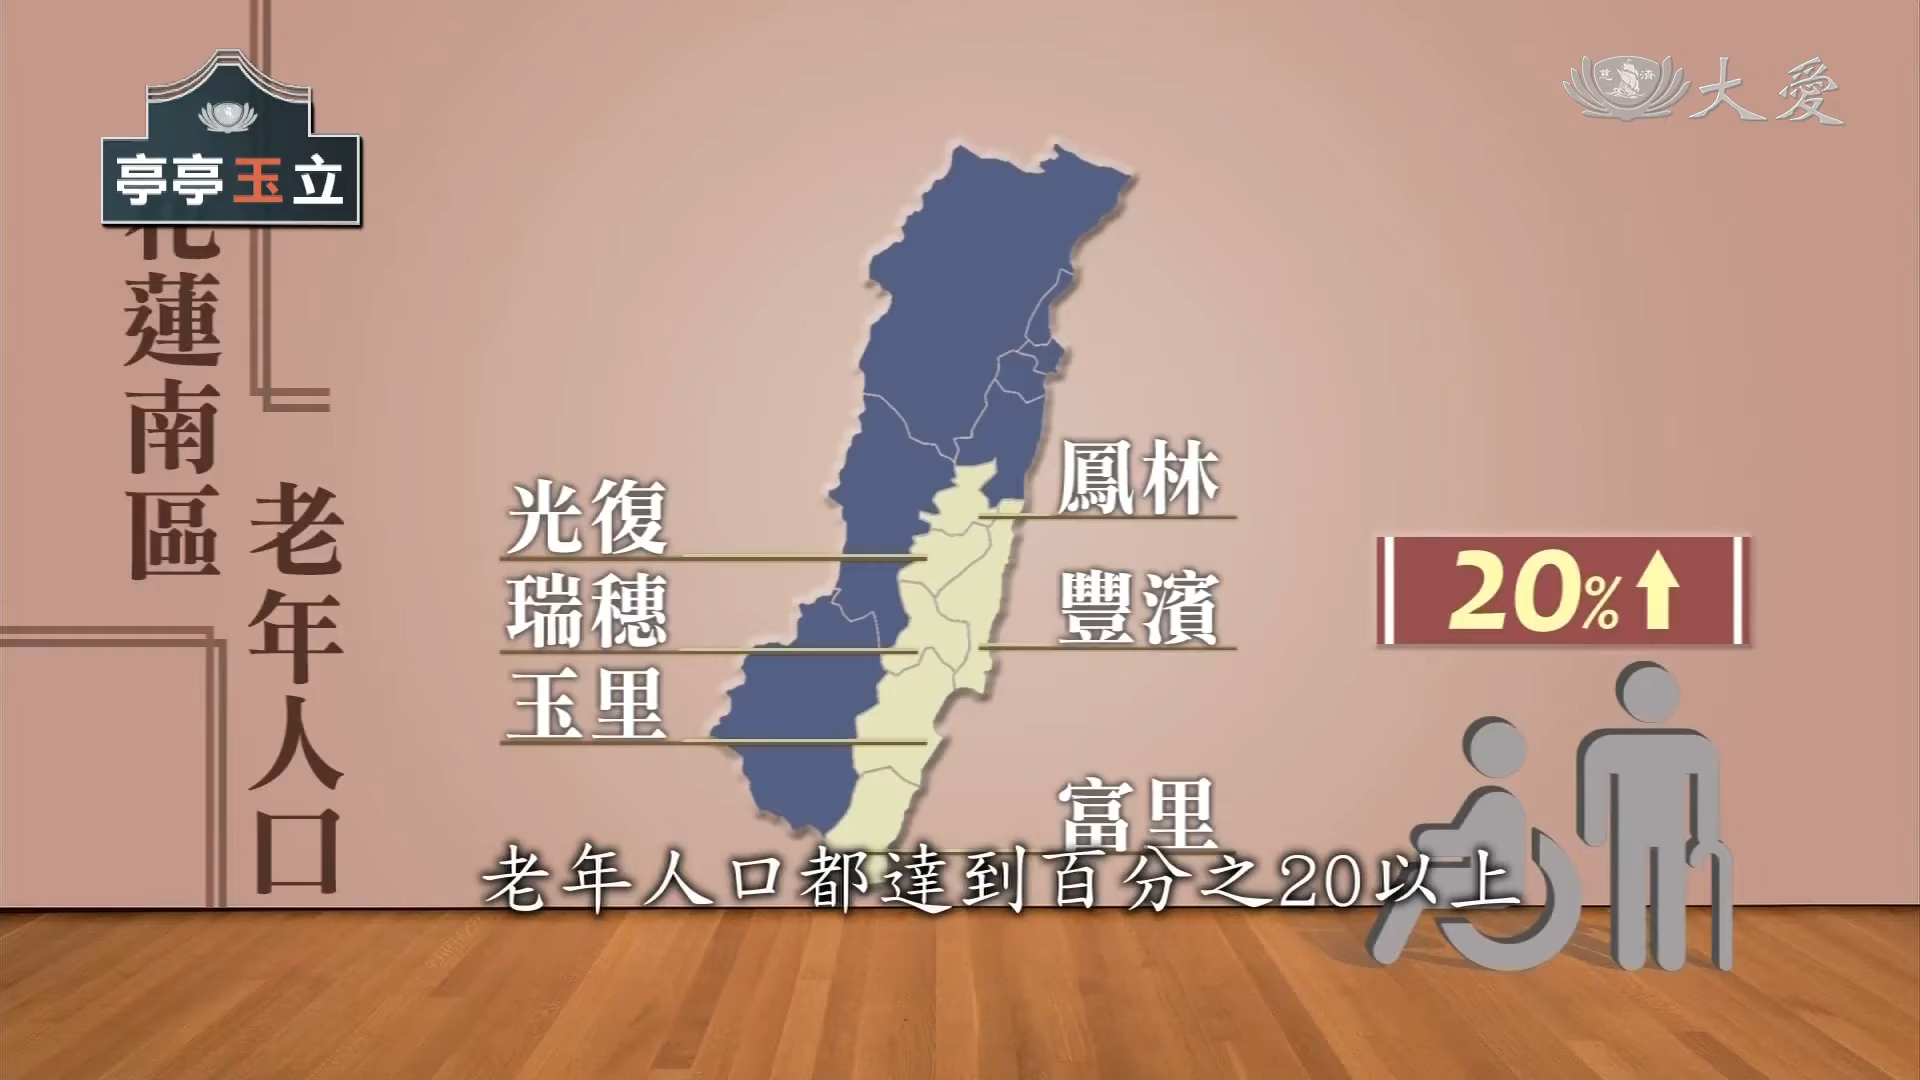 亭亭玉立
慈濟
大愛
花蓮南區
老年人口
光復
瑞穗
玉里
鳳林
豐濱
富里
20%↑
老年人口都達到百分之20以上